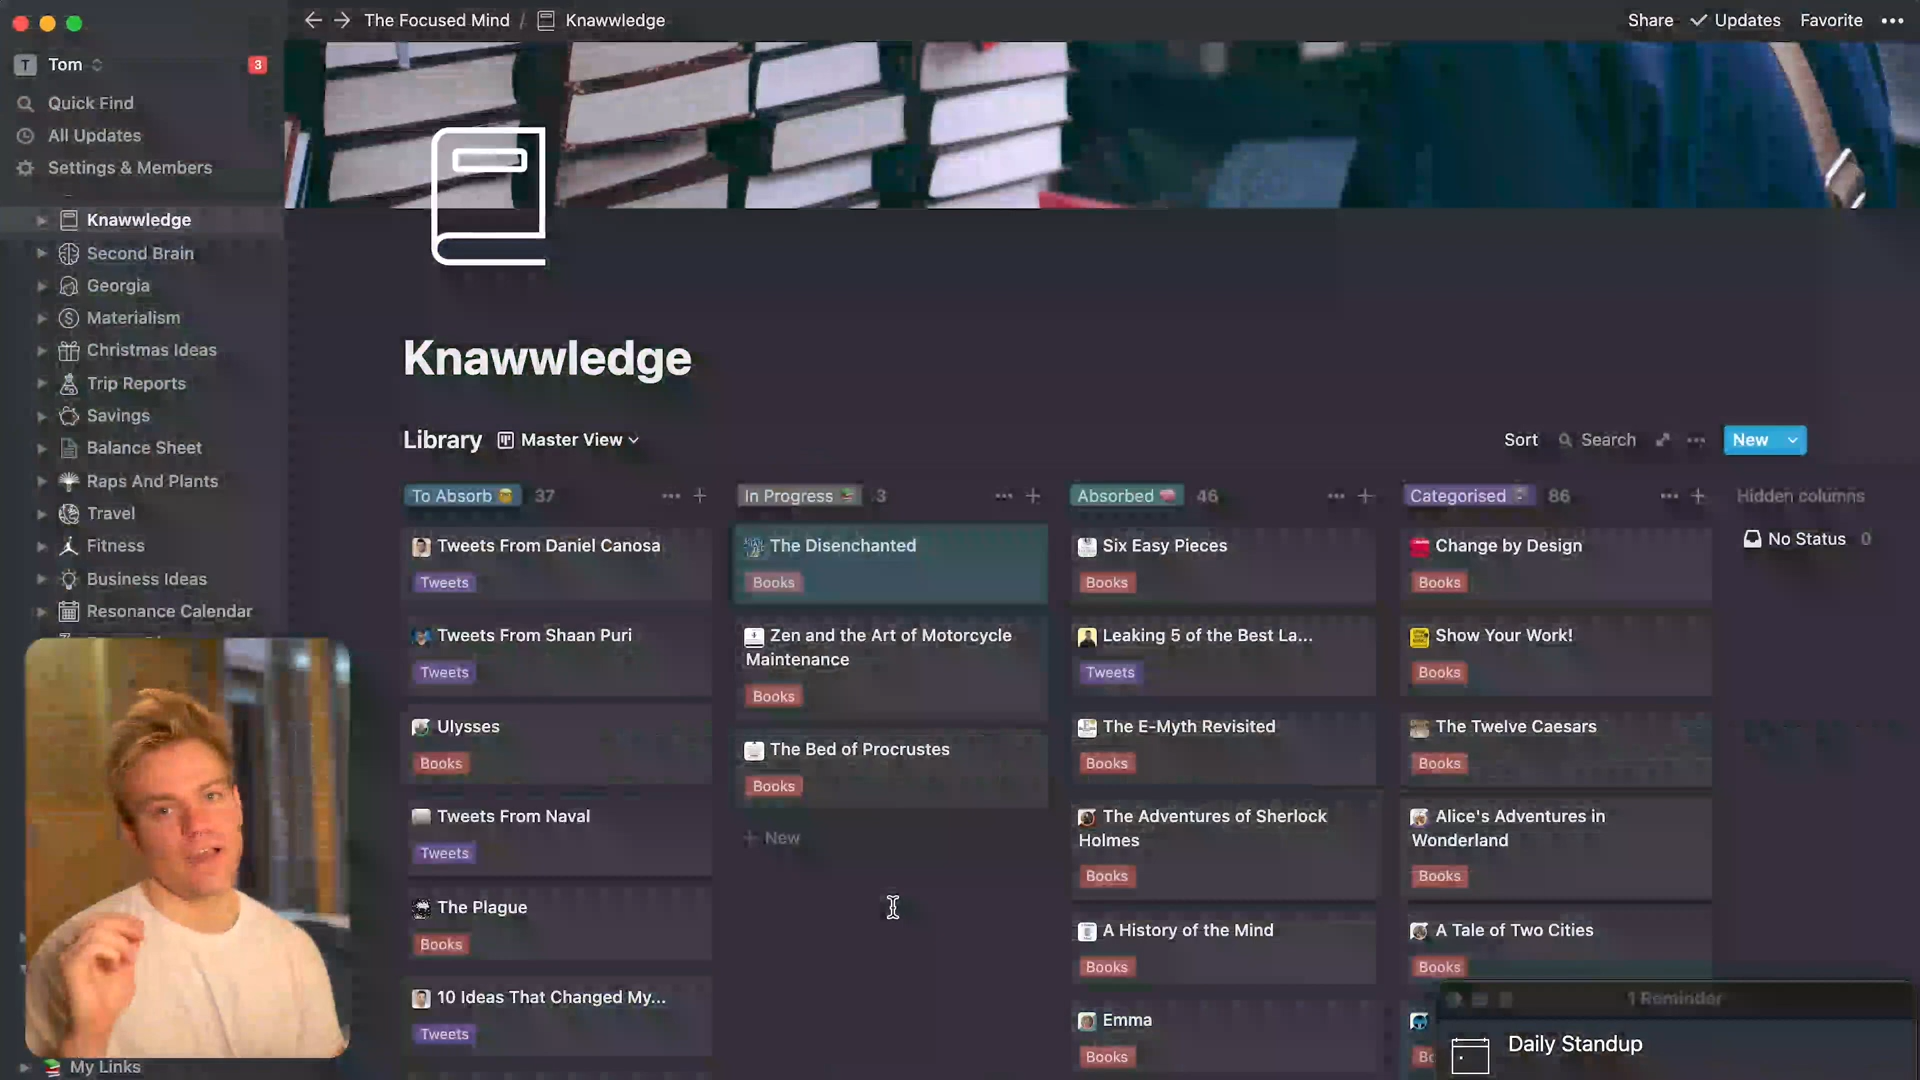 The Focused Mind / Knawwledge
Share Updates Favorite
T Tom 3
Quick Find
All Updates
Settings & Members
Knawwledge
Second Brain
Georgia
Materialism
Christmas Ideas
Trip Reports
Savings
Balance Sheet
Raps And Plants
Travel
Fitness
Business Ideas
Resonance Calendar
My Links
Knawwledge
Library Master View
Sort Search New
To Absorb 37
Tweets From Daniel Canosa
Tweets
Tweets From Shaan Puri
Tweets
Ulysses
Books
Tweets From Naval
Tweets
The Plague
Books
10 Ideas That Changed My...
Tweets
In Progress 3
The Disenchanted
Books
Zen and the Art of Motorcycle
Maintenance
Books
The Bed of Procrustes
Books
+ New
Absorbed 46
Six Easy Pieces
Books
Leaking 5 of the Best La...
Tweets
The E-Myth Revisited
Books
The Adventures of Sherlock
Holmes
Books
A History of the Mind
Books
Emma
Books
Categorised 86
Change by Design
Books
Show Your Work!
Books
The Twelve Caesars
Books
Alice's Adventures in
Wonderland
Books
A Tale of Two Cities
Books
Hidden columns
No Status 0
1 Reminder
Daily Standup